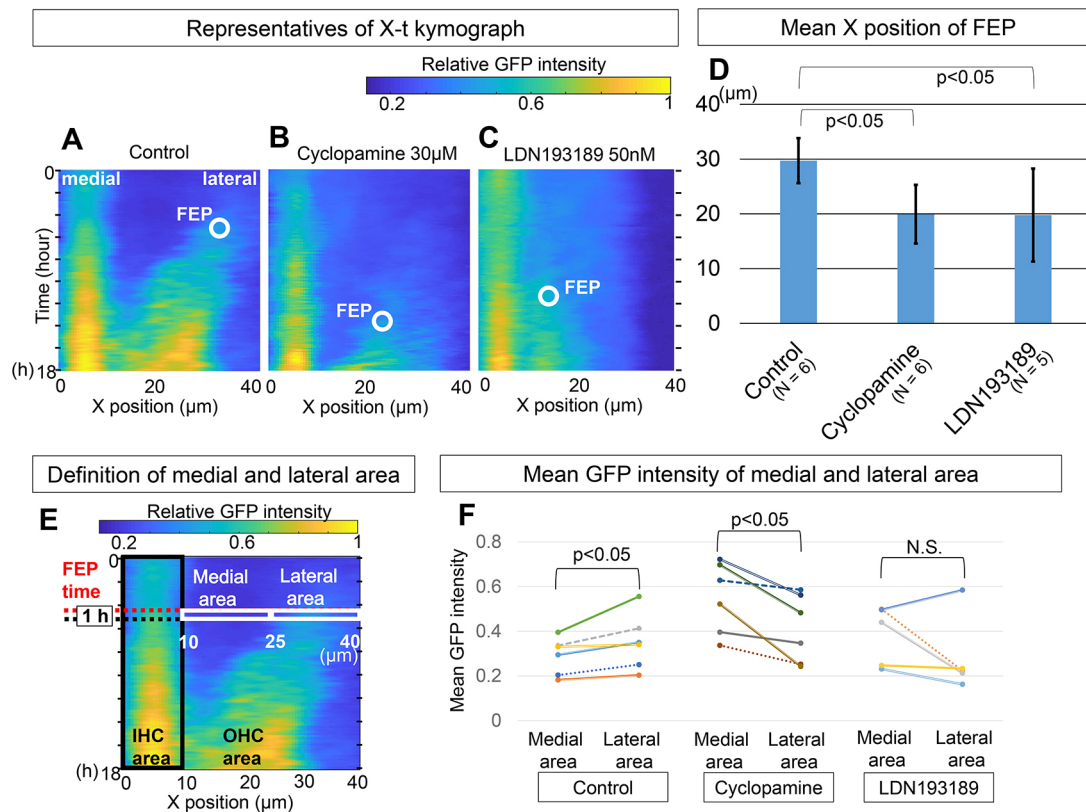 Representatives of X-t kymograph
Relative GFP intensity
0.2 0.6 1
A
Control
B
Cyclopamine 30μM
C
LDN193189 50nM
0
medial
lateral
FEP
FEP
FEP
Time (hour)
(h) 18
0 20 40
0 20 40
0 20 40
X position (μm)
X position (μm)
X position (μm)
Mean X position of FEP
D
(μm)
p<0.05
p<0.05
40
30
20
10
0
Control
(N = 6)
Cyclopamine
(N = 6)
LDN193189
(N = 5)
Definition of medial and lateral area
E
Relative GFP intensity
0.2 0.6 1
0
FEP
time
1 h
Medial
area
Lateral
area
10 25 40
(μm)
IHC
area
OHC
area
(h)
18
0 10 20 30 40
X position (μm)
Mean GFP intensity of medial and lateral area
F
p<0.05
p<0.05
N.S.
Mean GFP intensity
0.8
0.6
0.4
0.2
0
Medial
area
Lateral
area
Medial
area
Lateral
area
Medial
area
Lateral
area
Control
Cyclopamine
LDN193189